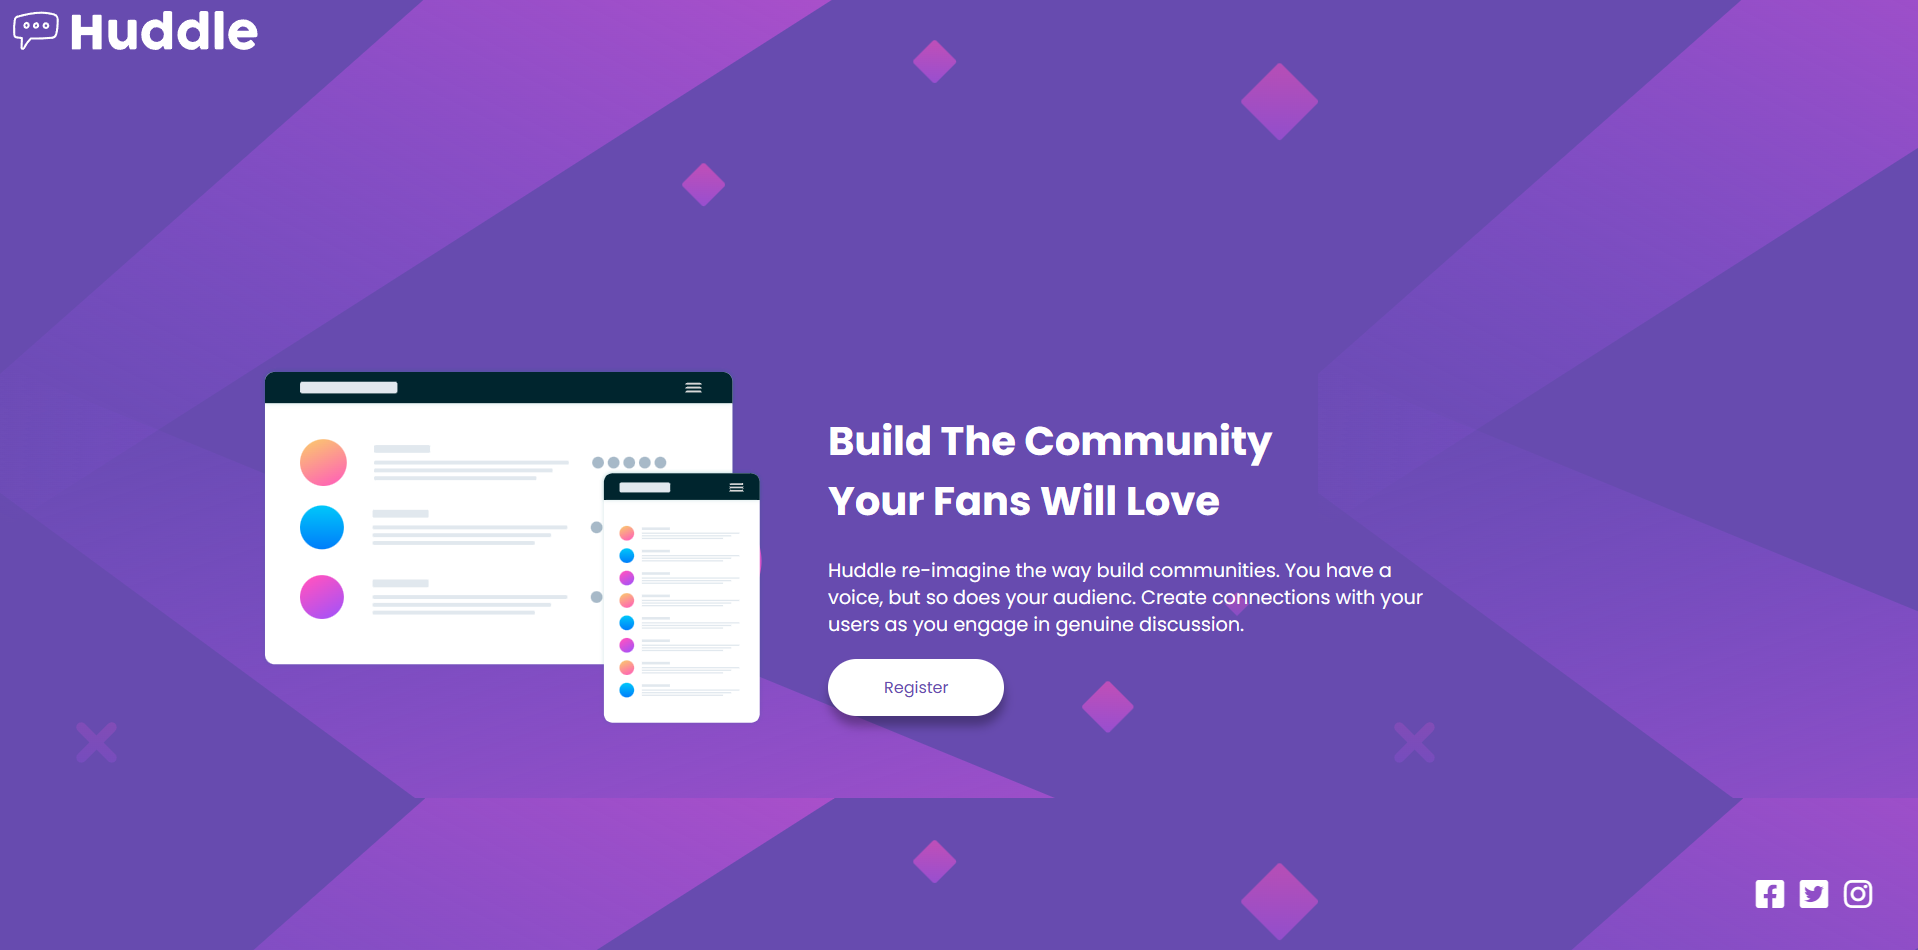 Huddle
Build The Community
Your Fans Will Love
Huddle re-imagine the way build communities. You have a
voice, but so does your audienc. Create connections with your
users as you engage in genuine discussion.
Register